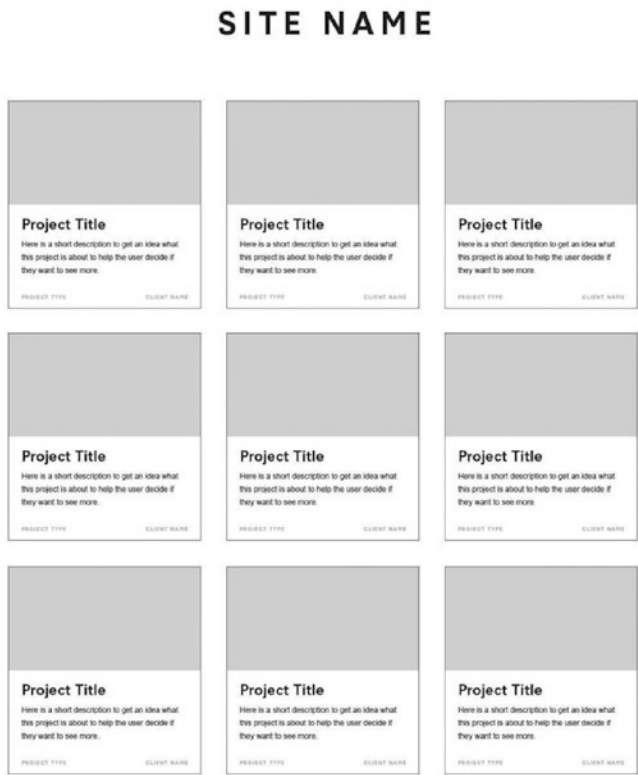 SITE NAME
Project Title
Here is a short description to get an idea what
this project is about to help the user decide if
they want to see more.
PROJECT TYPE CLIENT NAME
Project Title
Here is a short description to get an idea what
this project is about to help the user decide if
they want to see more.
PROJECT TYPE CLIENT NAME
Project Title
Here is a short description to get an idea what
this project is about to help the user decide if
they want to see more.
PROJECT TYPE CLIENT NAME
Project Title
Here is a short description to get an idea what
this project is about to help the user decide if
they want to see more.
PROJECT TYPE CLIENT NAME
Project Title
Here is a short description to get an idea what
this project is about to help the user decide if
they want to see more.
PROJECT TYPE CLIENT NAME
Project Title
Here is a short description to get an idea what
this project is about to help the user decide if
they want to see more.
PROJECT TYPE CLIENT NAME
Project Title
Here is a short description to get an idea what
this project is about to help the user decide if
they want to see more.
PROJECT TYPE CLIENT NAME
Project Title
Here is a short description to get an idea what
this project is about to help the user decide if
they want to see more.
PROJECT TYPE CLIENT NAME
Project Title
Here is a short description to get an idea what
this project is about to help the user decide if
they want to see more.
PROJECT TYPE CLIENT NAME